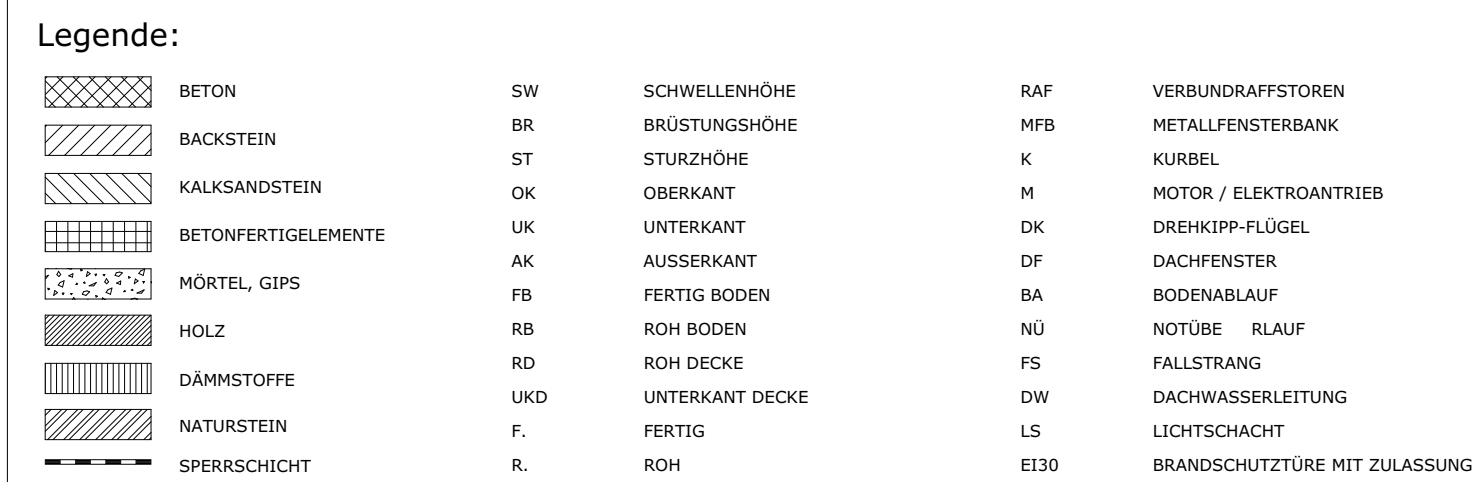 Legende:
BETON
BACKSTEIN
KALKSANDSTEIN
BETONFERTIGELEMENTE
MÖRTEL, GIPS
HOLZ
DÄMMSTOFFE
NATURSTEIN
SPERRSCHICHT
SW SCHWELLENHÖHE
BR BRÜSTUNGSHÖHE
ST STURZHÖHE
OK OBERKANT
UK UNTERKANT
AK AUSSERKANT
FB FERTIG BODEN
RB ROH BODEN
RD ROH DECKE
UKD UNTERKANT DECKE
F. FERTIG
R. ROH
RAF VERBUNDRAFFSTOREN
MFB METALLFENSTERBANK
K KURBEL
M MOTOR / ELEKTROANTRIEB
DK DREHKIPP-FLÜGEL
DF DACHFENSTER
BA BODENABLAUF
NÜ NOTÜBE RLAUF
FS FALLSTRANG
DW DACHWASSERLEITUNG
LS LICHTSCHACHT
EI30 BRANDSCHUTZTÜRE MIT ZULASSUNG